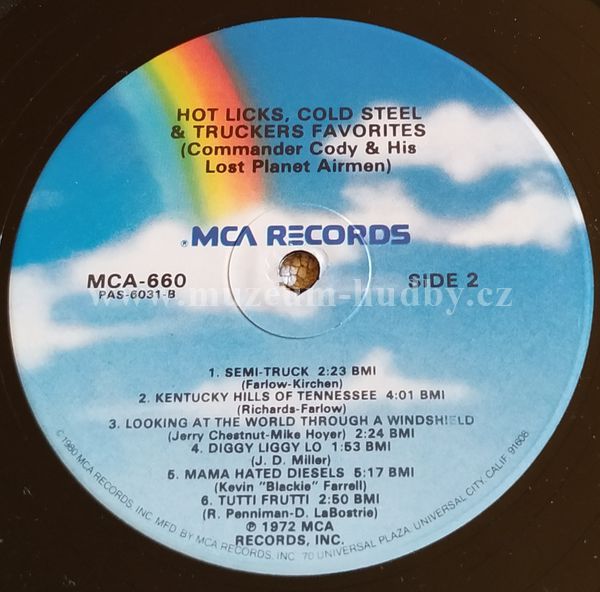 HOT LICKS, COLD STEEL
& TRUCKERS FAVORITES
(Commander Cody & His
Lost Planet Airmen)
® MCA RECORDS
MCA-660
PAS-6031-B
SIDE 2
www.muzeum-hudby.cz
1. SEMI-TRUCK 2:23 BMI
(Farlow-Kirchen)
2. KENTUCKY HILLS OF TENNESSEE 4:01 BMI
(Richards-Farlow)
3. LOOKING AT THE WORLD THROUGH A WINDSHIELD
(Jerry Chestnut-Mike Hoyer) 2:24 BMI
4. DIGGY LIGGY LO 1:53 BMI
(J. D. Miller)
5. MAMA HATED DIESELS 5:17 BMI
(Kevin "Blackie" Farrell)
6. TUTTI FRUTTI 2:50 BMI
(R. Penniman-D. LaBostrie)
℗ 1972 MCA
RECORDS, INC.
© 1980 MCA RECORDS, INC. MFD. BY MCA RECORDS, INC. 70 UNIVERSAL PLAZA, UNIVERSAL CITY, CALIF. 91608